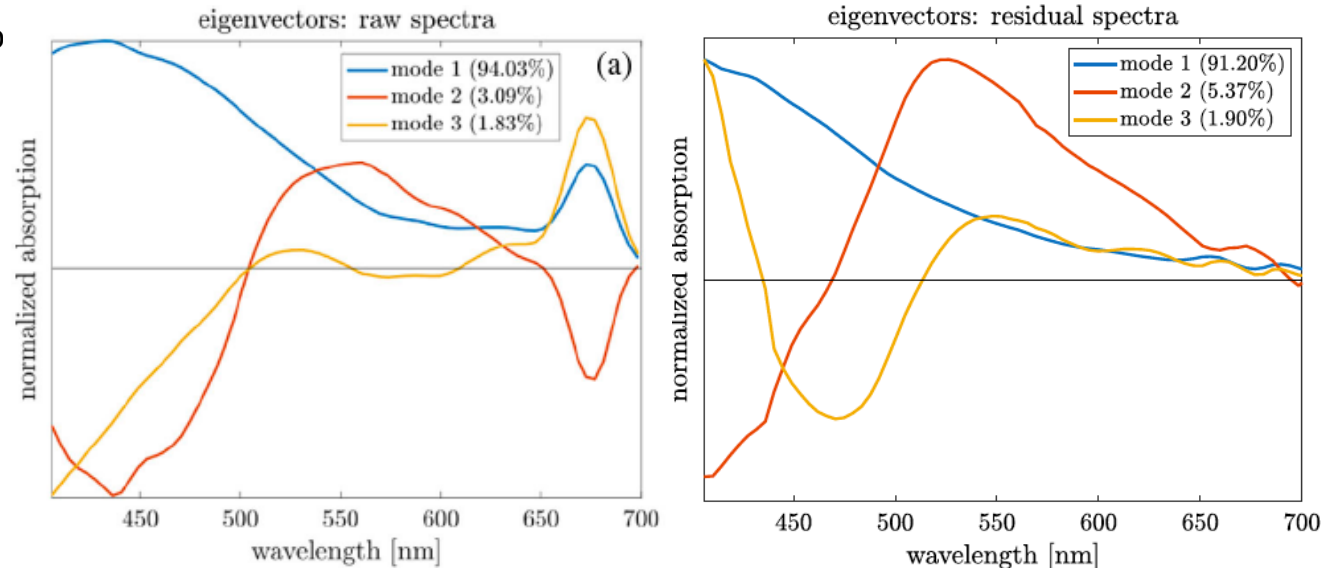 eigenvectors: raw spectra
(a)
mode 1 (94.03%)
mode 2 (3.09%)
mode 3 (1.83%)
normalized absorption
450 500 550 600 650 700
wavelength [nm]
eigenvectors: residual spectra
mode 1 (91.20%)
mode 2 (5.37%)
mode 3 (1.90%)
normalized absorption
450 500 550 600 650 700
wavelength [nm]